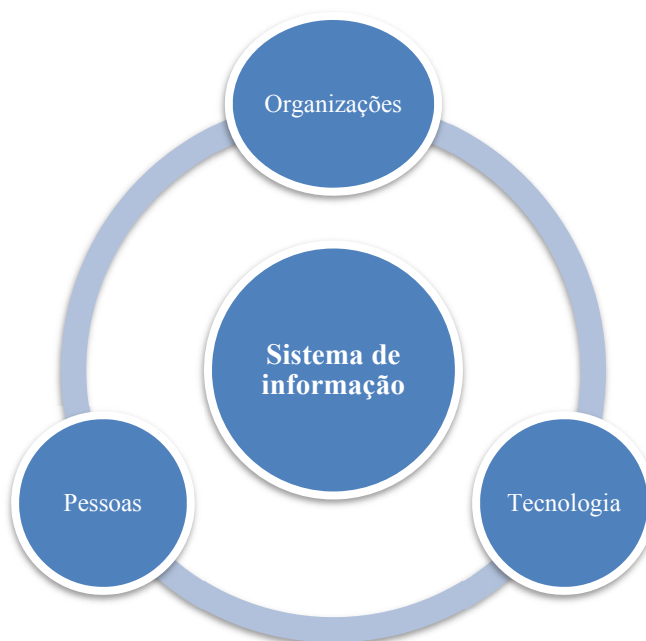 Organizações
Sistema de
informação
Pessoas
Tecnologia